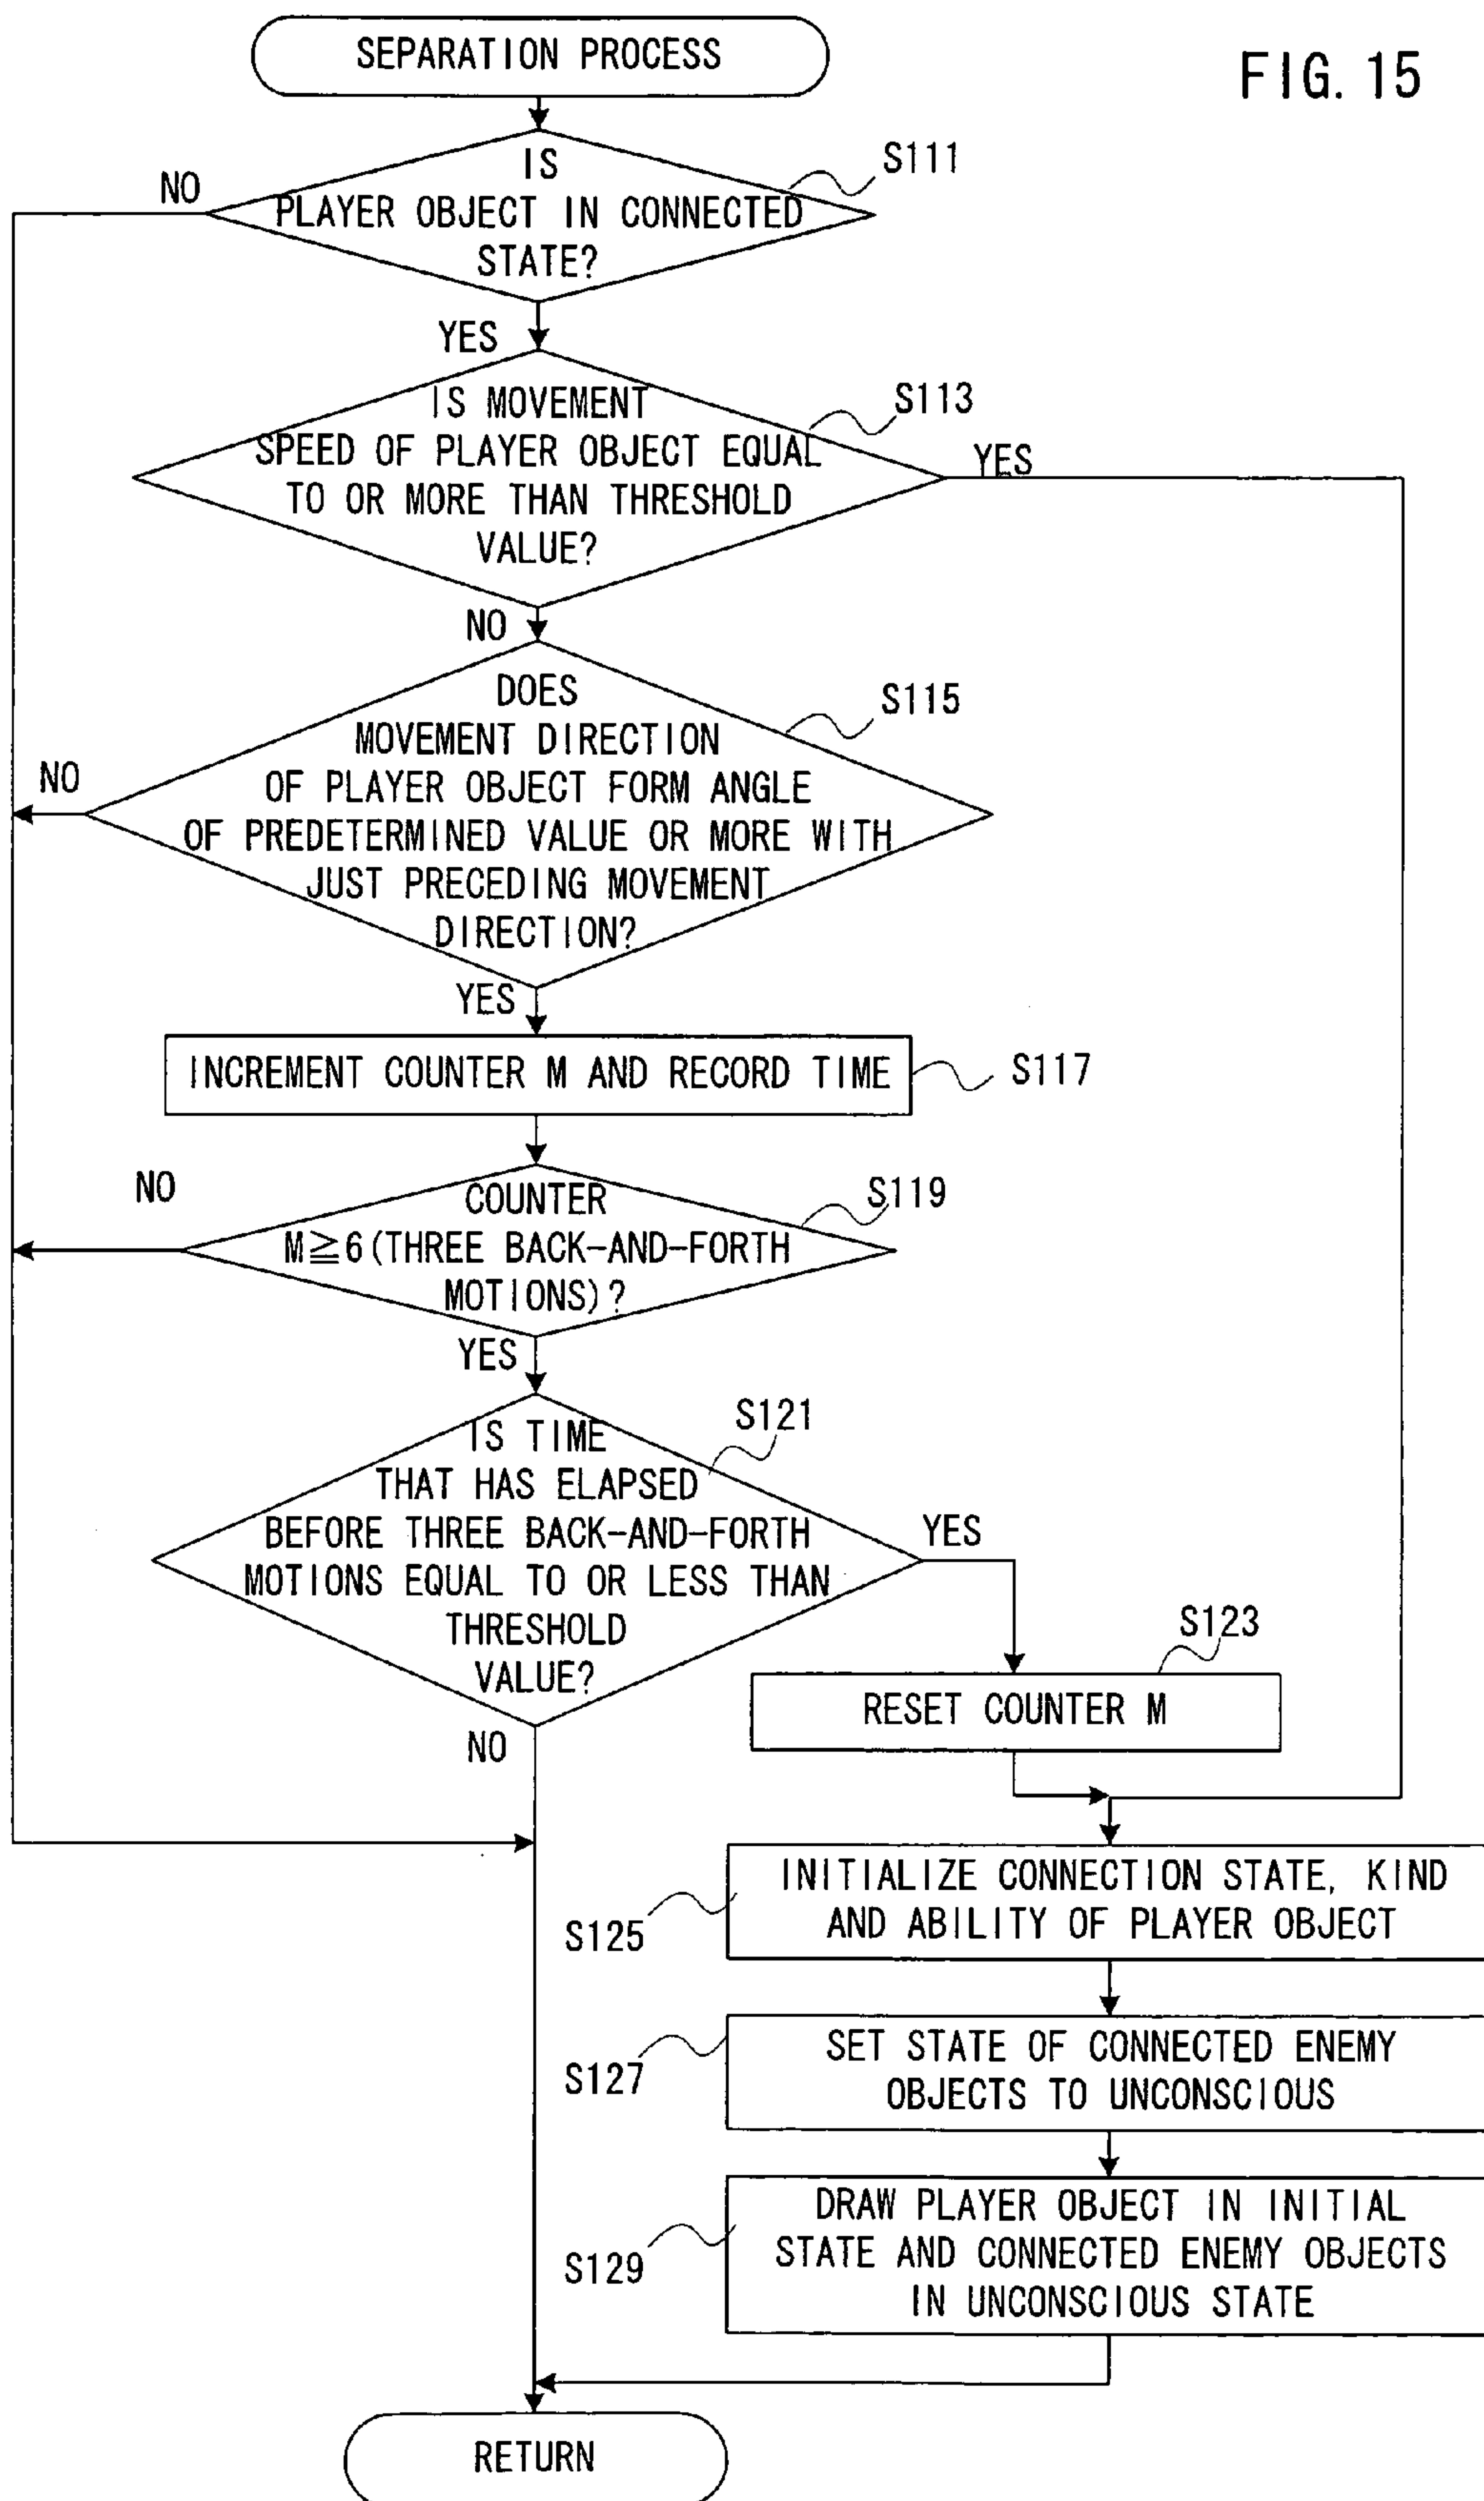 SEPARATION PROCESS
FIG. 15
IS
PLAYER OBJECT IN CONNECTED
STATE?
S111
NO
YES
IS MOVEMENT
SPEED OF PLAYER OBJECT EQUAL
TO OR MORE THAN THRESHOLD
VALUE?
S113
YES
NO
DOES
MOVEMENT DIRECTION
OF PLAYER OBJECT FORM ANGLE
OF PREDETERMINED VALUE OR MORE WITH
JUST PRECEDING MOVEMENT
DIRECTION?
S115
NO
YES
INCREMENT COUNTER M AND RECORD TIME
S117
COUNTER
M≧6(THREE BACK-AND-FORTH
MOTIONS)?
S119
NO
YES
IS TIME
THAT HAS ELAPSED
BEFORE THREE BACK-AND-FORTH
MOTIONS EQUAL TO OR LESS THAN
THRESHOLD
VALUE?
S121
YES
NO
S123
RESET COUNTER M
INITIALIZE CONNECTION STATE, KIND
AND ABILITY OF PLAYER OBJECT
S125
SET STATE OF CONNECTED ENEMY
OBJECTS TO UNCONSCIOUS
S127
DRAW PLAYER OBJECT IN INITIAL
STATE AND CONNECTED ENEMY OBJECTS
IN UNCONSCIOUS STATE
S129
RETURN